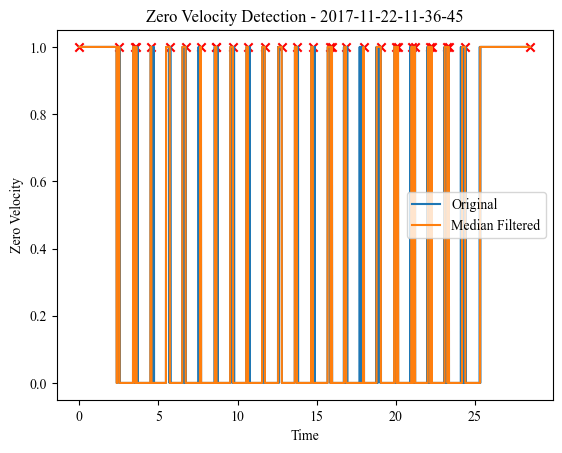 Zero Velocity Detection - 2017-11-22-11-36-45
1.0
0.8
0.6
0.4
0.2
0.0
Zero Velocity
Original
Median Filtered
0 5 10 15 20 25
Time